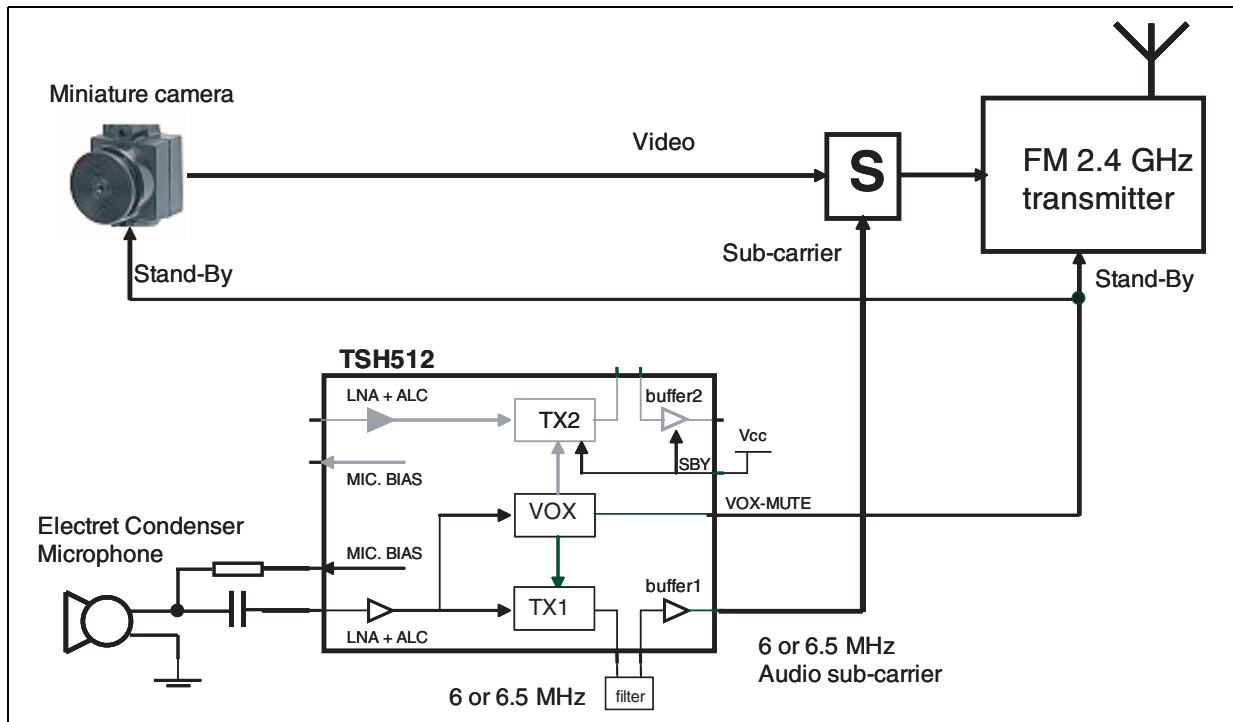 Miniature camera
Video
S
FM 2.4 GHz
transmitter
Sub-carrier
Stand-By
Stand-By
TSH512
LNA + ALC
TX2
buffer2
Vcc
SBY
MIC. BIAS
VOX
VOX-MUTE
Electret Condenser
Microphone
MIC. BIAS
TX1
buffer1
LNA + ALC
6 or 6.5 MHz
Audio sub-carrier
6 or 6.5 MHz
filter